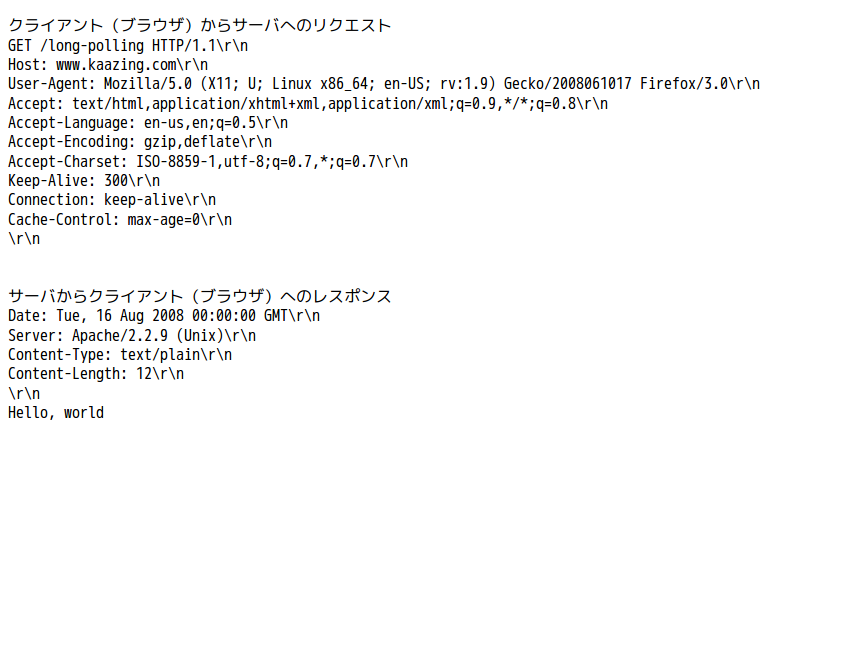 クライアント（ブラウザ）からサーバへのリクエスト
GET /long-polling HTTP/1.1\r\n
Host: www.kaazing.com\r\n
User-Agent: Mozilla/5.0 (X11; U; Linux x86_64; en-US; rv:1.9) Gecko/2008061017 Firefox/3.0\r\n
Accept: text/html,application/xhtml+xml,application/xml;q=0.9,*/*;q=0.8\r\n
Accept-Language: en-us,en;q=0.5\r\n
Accept-Encoding: gzip,deflate\r\n
Accept-Charset: ISO-8859-1,utf-8;q=0.7,*;q=0.7\r\n
Keep-Alive: 300\r\n
Connection: keep-alive\r\n
Cache-Control: max-age=0\r\n
\r\n
サーバからクライアント（ブラウザ）へのレスポンス
Date: Tue, 16 Aug 2008 00:00:00 GMT\r\n
Server: Apache/2.2.9 (Unix)\r\n
Content-Type: text/plain\r\n
Content-Length: 12\r\n
\r\n
Hello, world